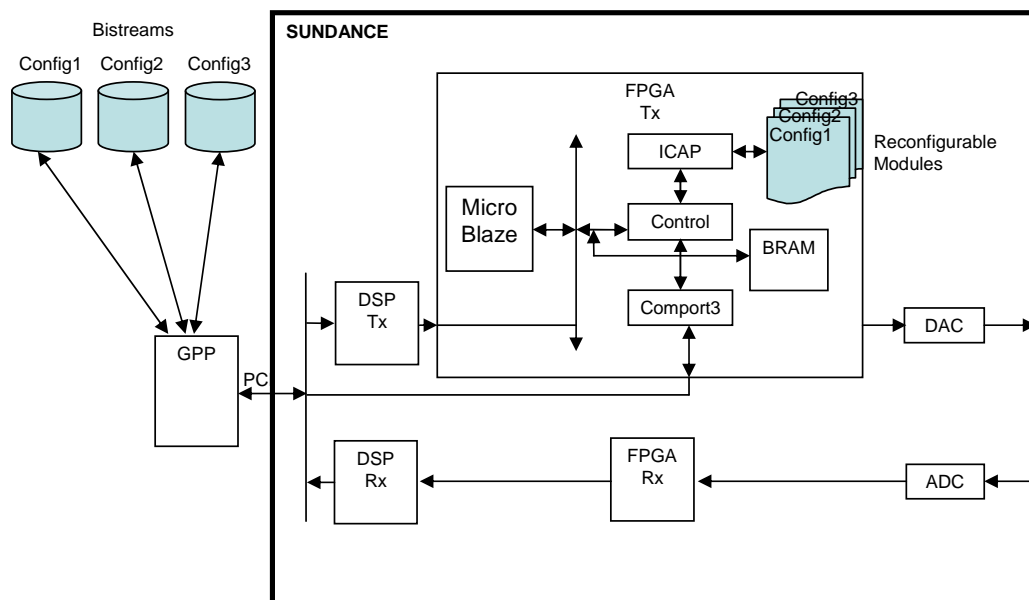 Bistreams
Config1
Config2
Config3
SUNDANCE
FPGA
Tx
Config3
Config2
Config1
Reconfigurable
Modules
ICAP
Micro
Blaze
Control
BRAM
DSP
Tx
Comport3
DAC
GPP
PC
DSP
Rx
FPGA
Rx
ADC